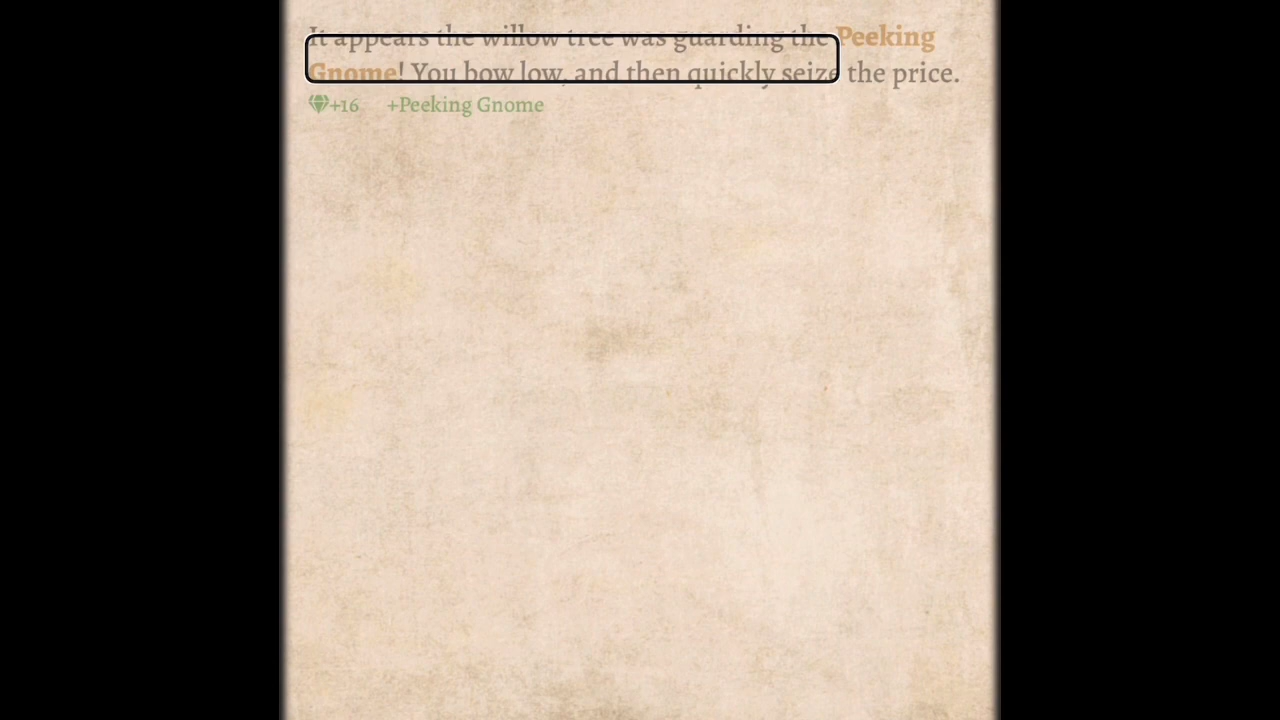 It appears the willow tree was guarding the Peeking
Gnome! You bow low, and then quickly seize the price.
+16 +Peeking Gnome